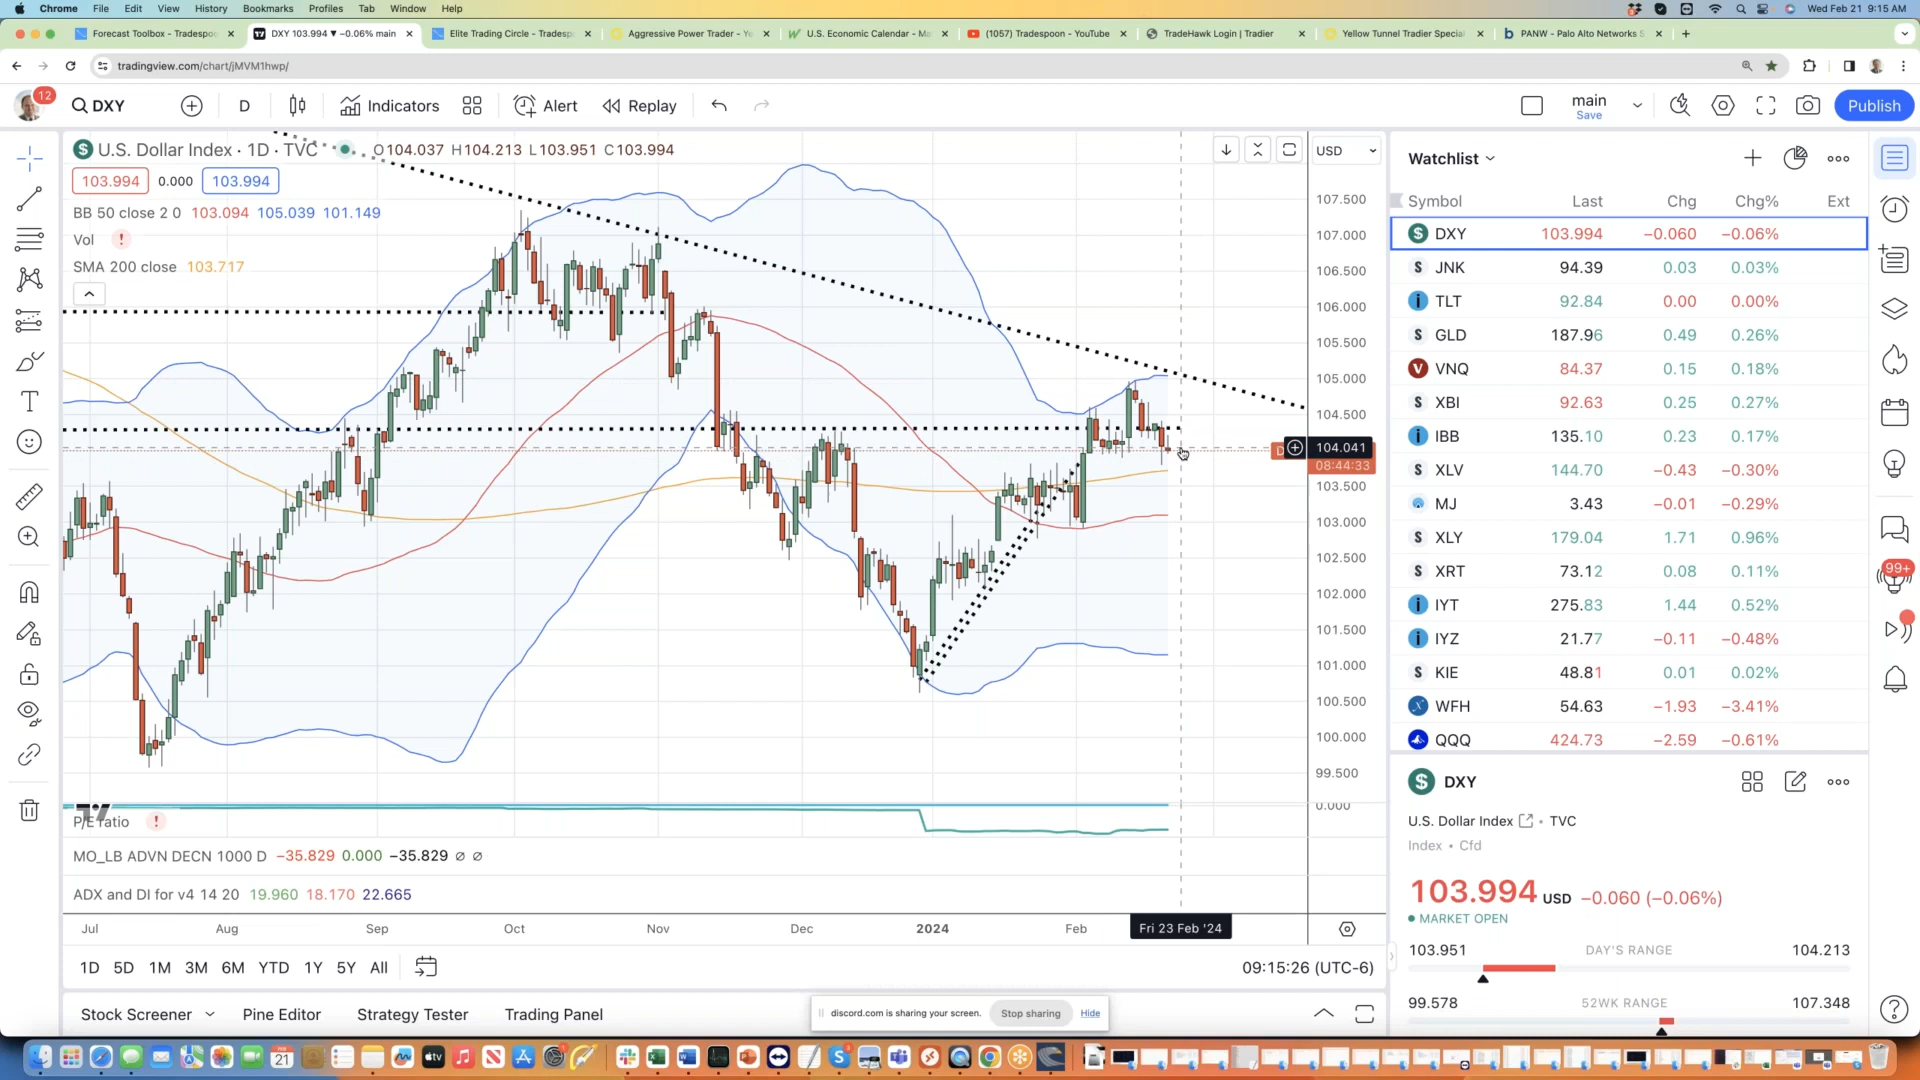 Chrome File Edit View History Bookmarks Profiles Tab Window Help Wed Feb 21 9:15 AM
Forecast Toolbox - Tradespoo
DXY 103.994 ▼ −0.06% main
Elite Trading Circle - Tradesp
Aggressive Power Trader - Ye
U.S. Economic Calendar - Ma
(1057) Tradespoon - YouTube
TradeHawk Login | Tradier
Yellow Tunnel Tradier Special
PANW - Palo Alto Networks S
tradingview.com/chart/jMVM1hwp/
12
DXY D Indicators Alert Replay main Save Publish
U.S. Dollar Index · 1D · TVC O104.037 H104.213 L103.951 C103.994
103.994 0.000 103.994
BB 50 close 2 0 103.094 105.039 101.149
Vol
SMA 200 close 103.717
USD
107.500
107.000
106.500
106.000
105.500
105.000
104.500
104.041
08:44:33
103.500
103.000
102.500
102.000
101.500
101.000
100.500
100.000
99.500
0.000
P/E ratio
MO_LB ADVN DECN 1000 D −35.829 0.000 −35.829 ∅ ∅
ADX and DI for v4 14 20 19.960 18.170 22.665
Jul Aug Sep Oct Nov Dec 2024 Feb Fri 23 Feb '24
1D 5D 1M 3M 6M YTD 1Y 5Y All 09:15:26 (UTC-6)
Stock Screener Pine Editor Strategy Tester Trading Panel
discord.com is sharing your screen. Stop sharing Hide
Watchlist
Symbol Last Chg Chg% Ext
DXY 103.994 −0.060 −0.06%
JNK 94.39 0.03 0.03%
TLT 92.84 0.00 0.00%
GLD 187.96 0.49 0.26%
VNQ 84.37 0.15 0.18%
XBI 92.63 0.25 0.27%
IBB 135.10 0.23 0.17%
XLV 144.70 −0.43 −0.30%
MJ 3.43 −0.01 −0.29%
XLY 179.04 1.71 0.96%
XRT 73.12 0.08 0.11%
IYT 275.83 1.44 0.52%
IYZ 21.77 −0.11 −0.48%
KIE 48.81 0.01 0.02%
WFH 54.63 −1.93 −3.41%
QQQ 424.73 −2.59 −0.61%
DXY
U.S. Dollar Index • TVC
Index • Cfd
103.994 USD −0.060 (−0.06%)
MARKET OPEN
103.951 DAY'S RANGE 104.213
99.578 52WK RANGE 107.348
99+